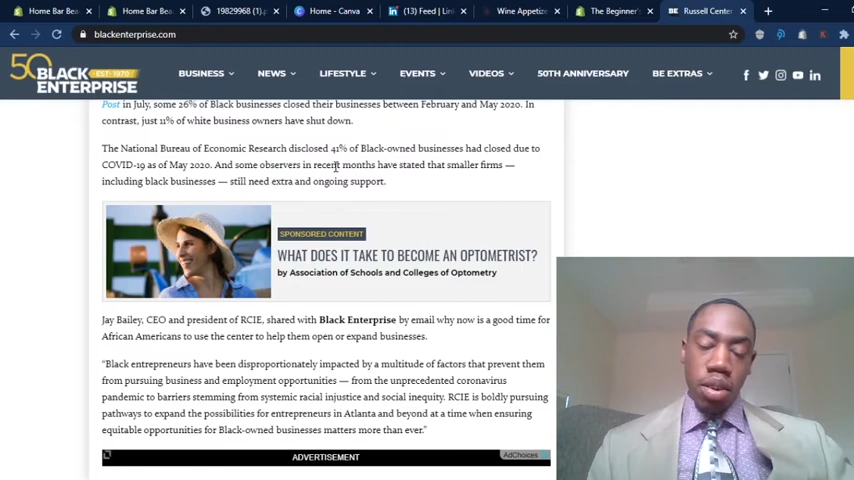 Home Bar Bea
Home Bar Bea
19829968 (1).p
Home - Canva
(13) Feed | Link
Wine Appetize
The Beginner's
BE Russell Center
blackenterprise.com
50 EST. 1970
BLACK
ENTERPRISE
BUSINESS NEWS LIFESTYLE EVENTS VIDEOS 50TH ANNIVERSARY BE EXTRAS
Post in July, some 26% of Black businesses closed their businesses between February and May 2020. In
contrast, just 11% of white business owners have shut down.
The National Bureau of Economic Research disclosed 41% of Black-owned businesses had closed due to
COVID-19 as of May 2020. And some observers in recent months have stated that smaller firms —
including black businesses — still need extra and ongoing support.
SPONSORED CONTENT
WHAT DOES IT TAKE TO BECOME AN OPTOMETRIST?
by Association of Schools and Colleges of Optometry
Jay Bailey, CEO and president of RCIE, shared with Black Enterprise by email why now is a good time for
African Americans to use the center to help them open or expand businesses.
“Black entrepreneurs have been disproportionately impacted by a multitude of factors that prevent them
from pursuing business and employment opportunities — from the unprecedented coronavirus
pandemic to barriers stemming from systemic racial injustice and social inequity. RCIE is boldly pursuing
pathways to expand the possibilities for entrepreneurs in Atlanta and beyond at a time when ensuring
equitable opportunities for Black-owned businesses matters more than ever.”
ADVERTISEMENT
AdChoices